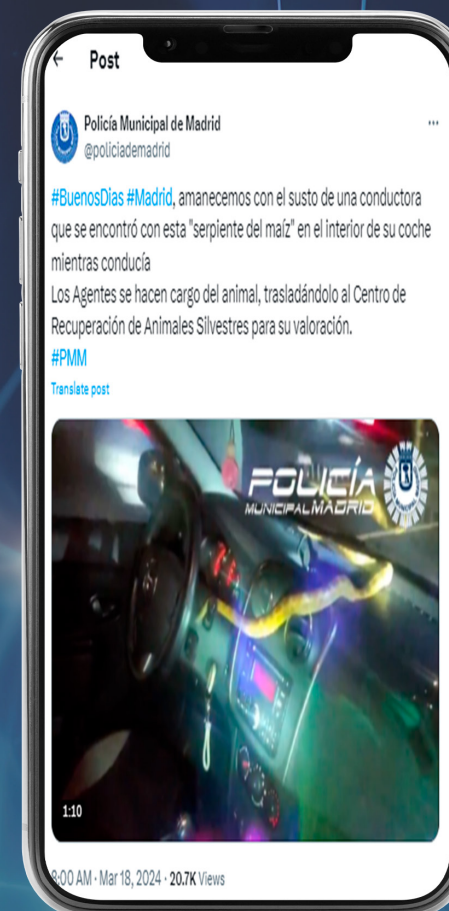 Post
Policía Municipal de Madrid
@policiademadrid
#BuenosDias #Madrid, amanecemos con el susto de una conductora
que se encontró con esta "serpiente del maíz" en el interior de su coche
mientras conducía
Los Agentes se hacen cargo del animal, trasladándolo al Centro de
Recuperación de Animales Silvestres para su valoración.
#PMM
Translate post
POLICÍA
MUNICIPAL MADRID
1:10
8:00 AM · Mar 18, 2024 · 20.7K Views